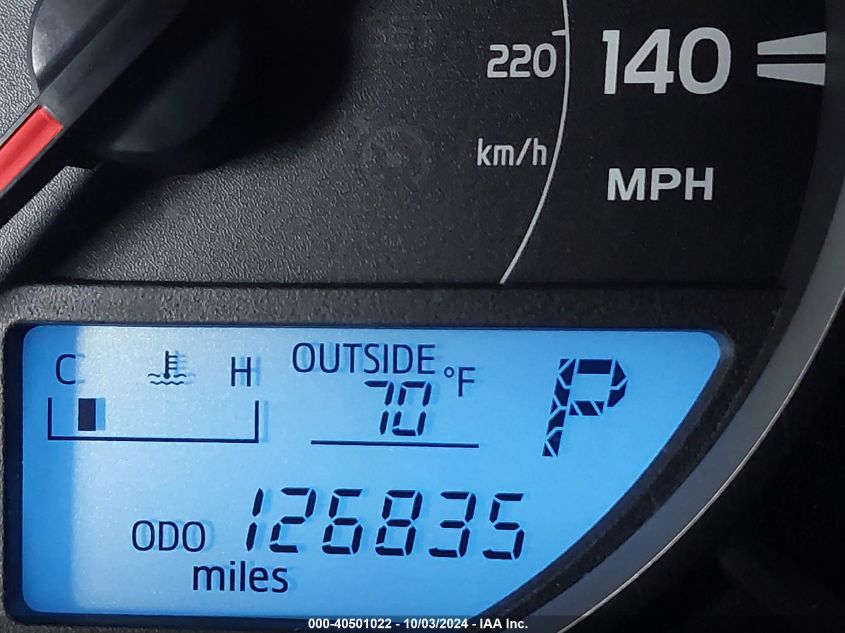 220 140
km/h MPH
C H OUTSIDE
70 °F
P
ODO 126835
miles
000-40501022 - 10/03/2024 - IAA Inc.